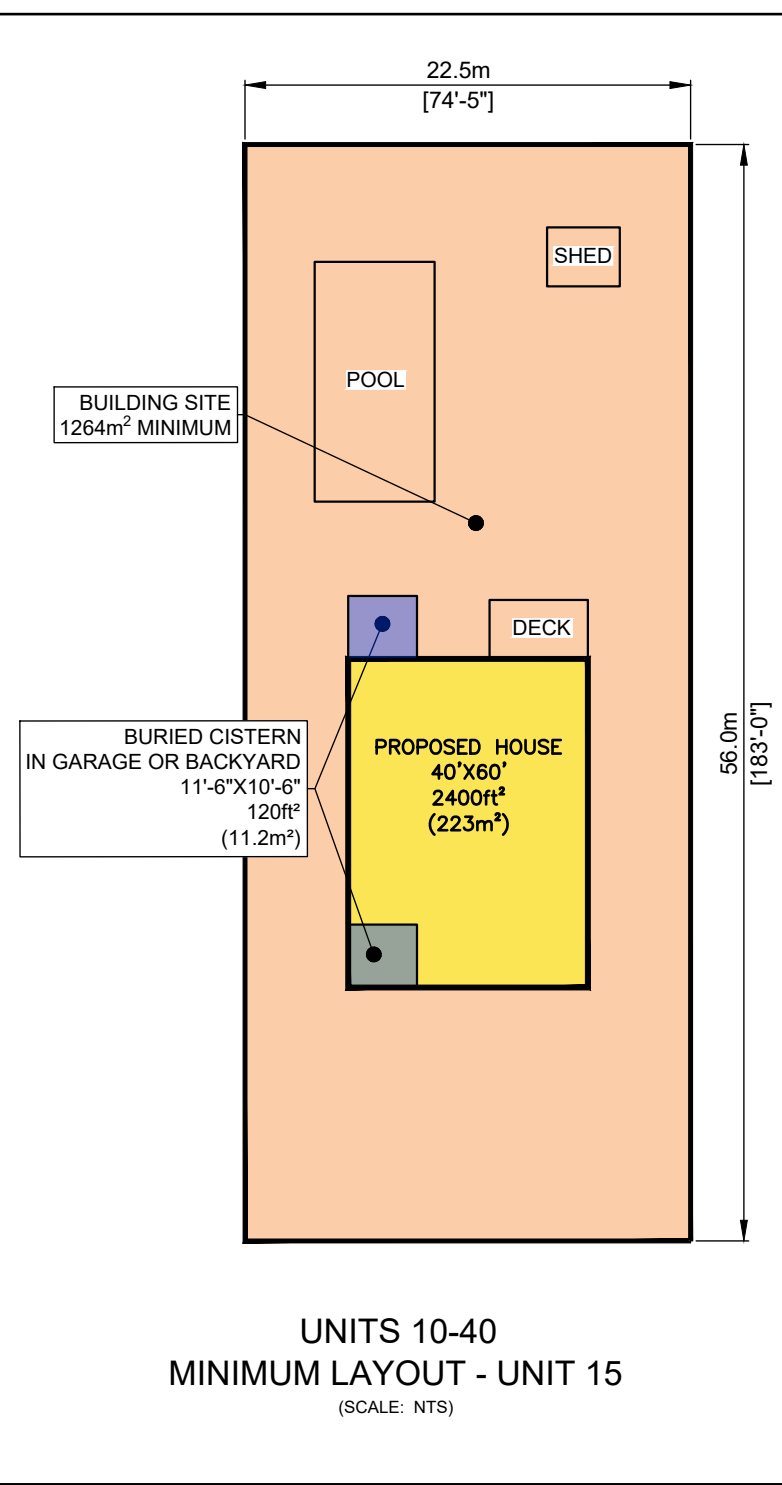 22.5m
[74'-5"]
SHED
POOL
BUILDING SITE
1264m² MINIMUM
DECK
56.0m
[183'-0"]
BURIED CISTERN
IN GARAGE OR BACKYARD
11'-6"X10'-6"
120ft²
(11.2m²)
PROPOSED HOUSE
40'X60'
2400ft²
(223m²)
UNITS 10-40
MINIMUM LAYOUT - UNIT 15
(SCALE: NTS)